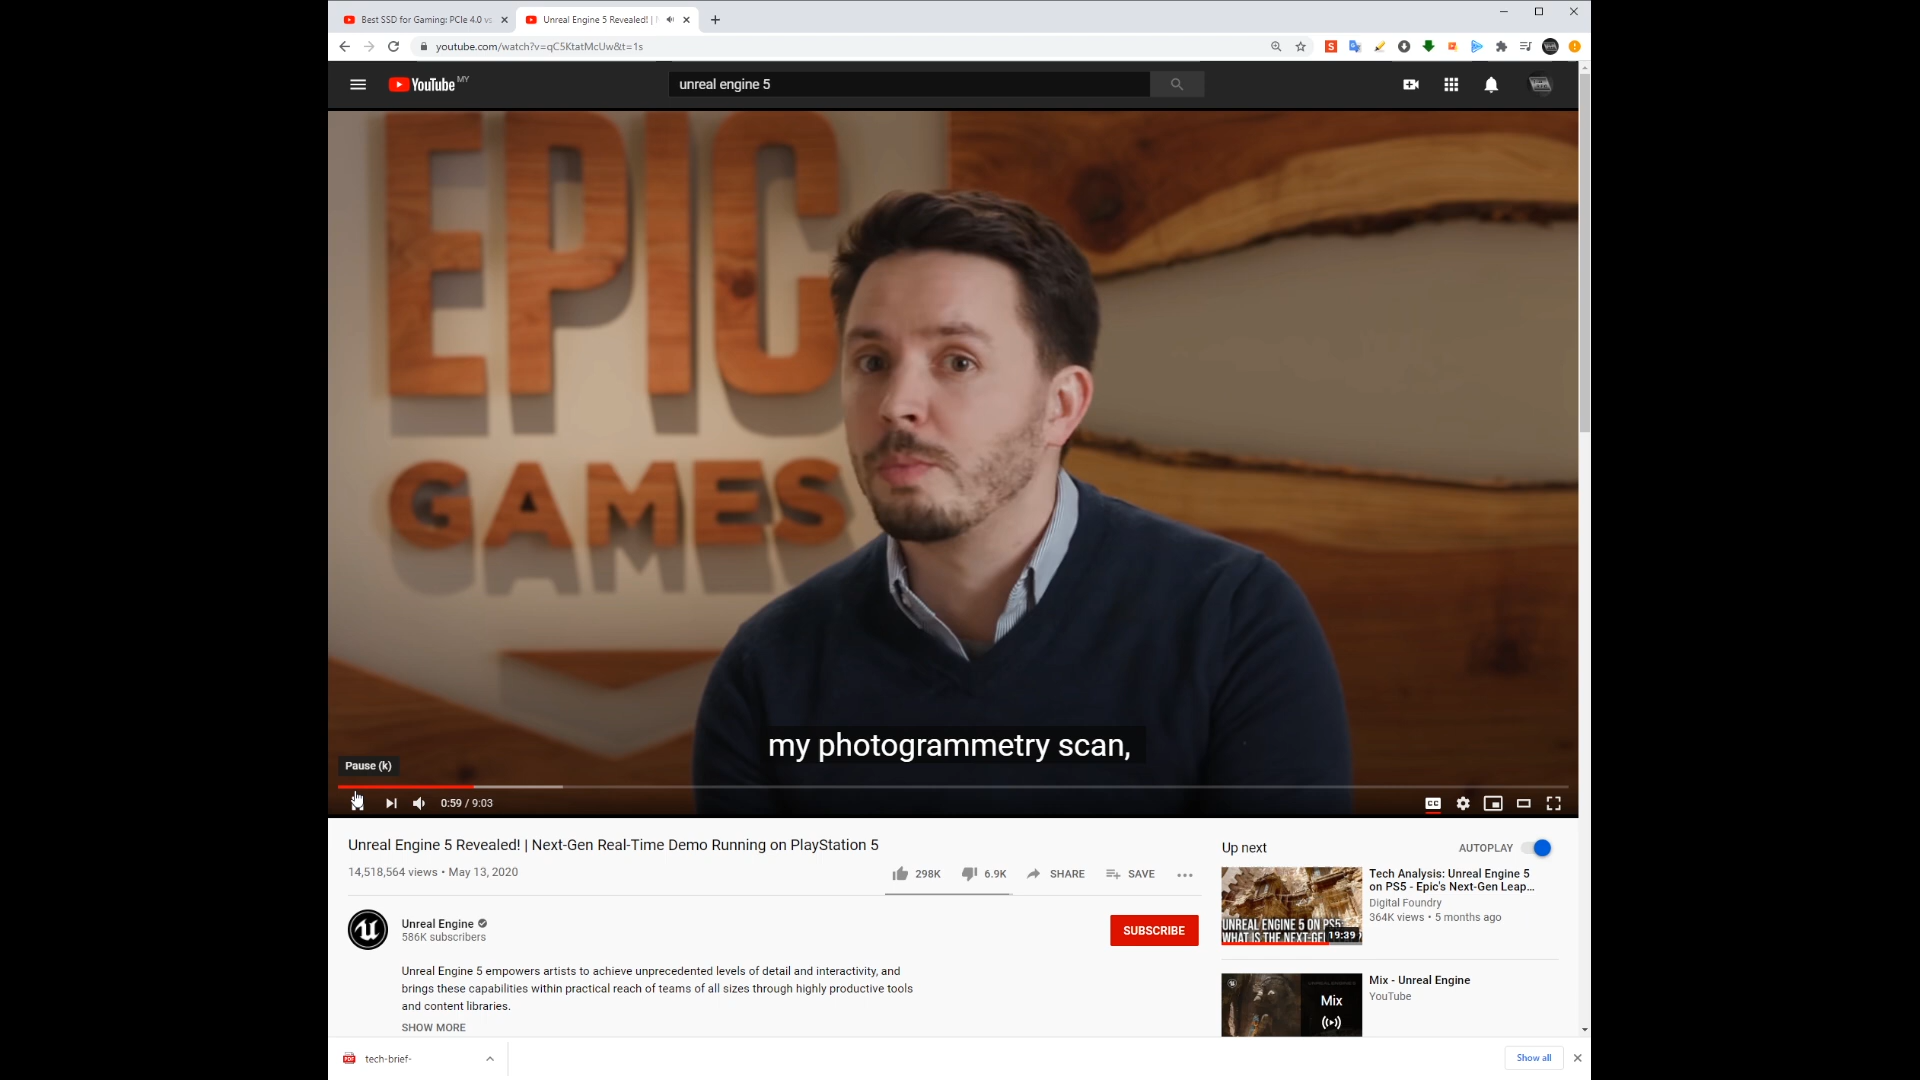 Best SSD for Gaming: PCIe 4.0 vs
Unreal Engine 5 Revealed! |
youtube.com/watch?v=qC5KtatMcUw&t=1s
YouTube MY
unreal engine 5
EPIC
GAMES
my photogrammetry scan,
Pause (k)
0:59 / 9:03
CC
Unreal Engine 5 Revealed! | Next-Gen Real-Time Demo Running on PlayStation 5
14,518,564 views • May 13, 2020
298K
6.9K
SHARE
SAVE
Unreal Engine
586K subscribers
SUBSCRIBE
Unreal Engine 5 empowers artists to achieve unprecedented levels of detail and interactivity, and
brings these capabilities within practical reach of teams of all sizes through highly productive tools
and content libraries.
SHOW MORE
Up next
AUTOPLAY
UNREAL ENGINE 5 ON PS5
WHAT IS THE NEXT-GE
19:39
Tech Analysis: Unreal Engine 5
on PS5 - Epic's Next-Gen Leap...
Digital Foundry
364K views • 5 months ago
Mix
Mix - Unreal Engine
YouTube
PDF
tech-brief-
Show all